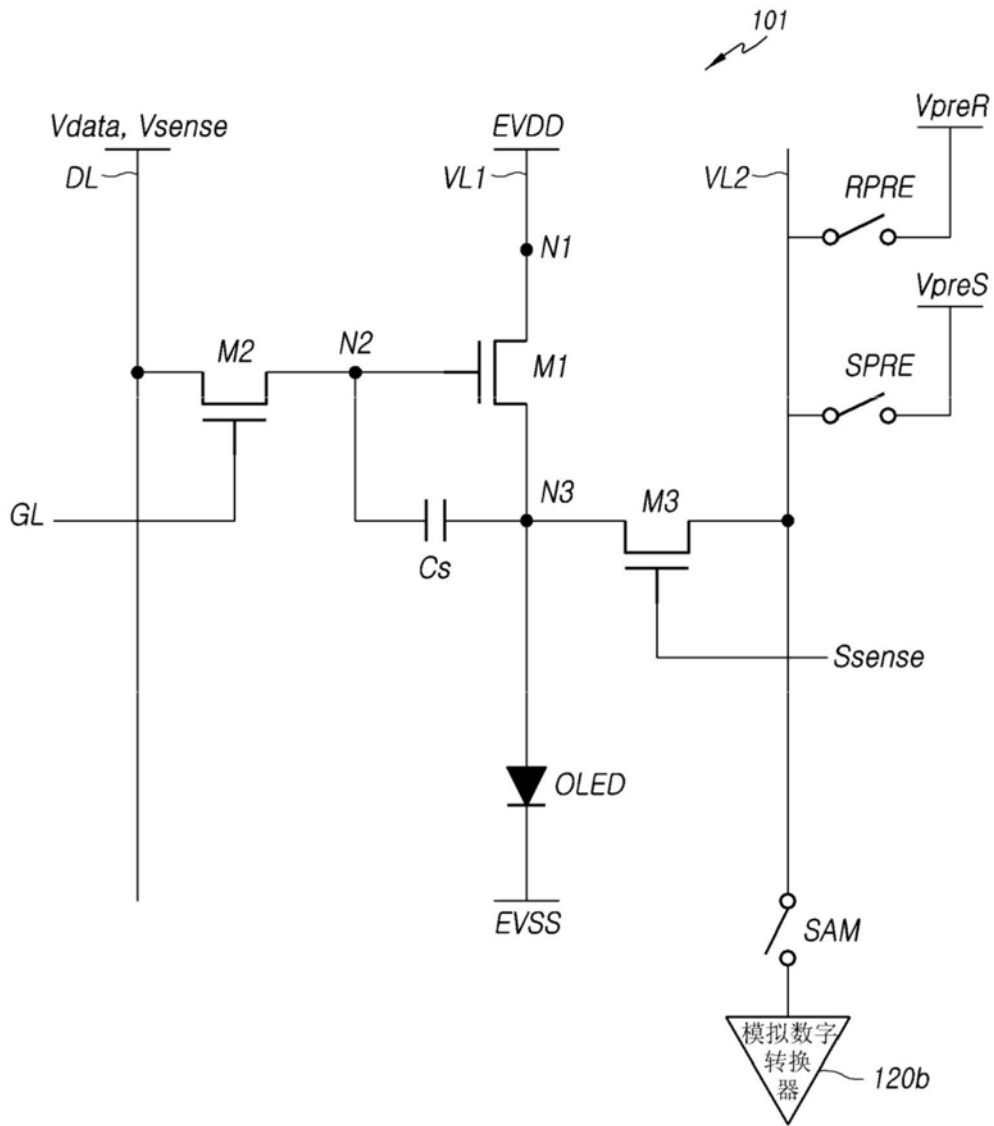 101
Vdata, Vsense
EVDD
VpreR
DL
VL1
VL2
RPRE
N1
VpreS
M2
N2
M1
SPRE
GL
N3
M3
Cs
Ssense
OLED
EVSS
SAM
模拟数字
转换
器
120b